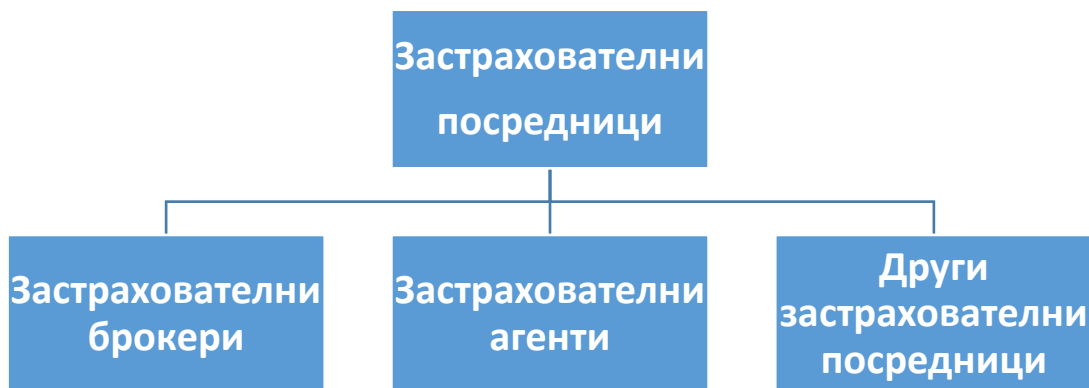 Застрахователни
посредници
Застрахователни
брокери
Застрахователни
агенти
Други
застрахователни
посредници